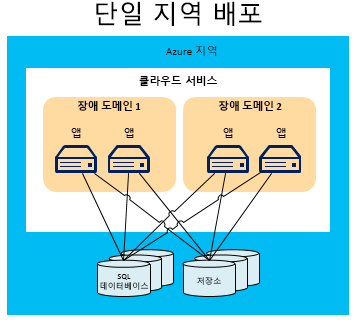 단일 지역 배포
Azure 지역
클라우드 서비스
장애 도메인 1
장애 도메인 2
앱
앱
앱
앱
SQL
데이터베이스
저장소